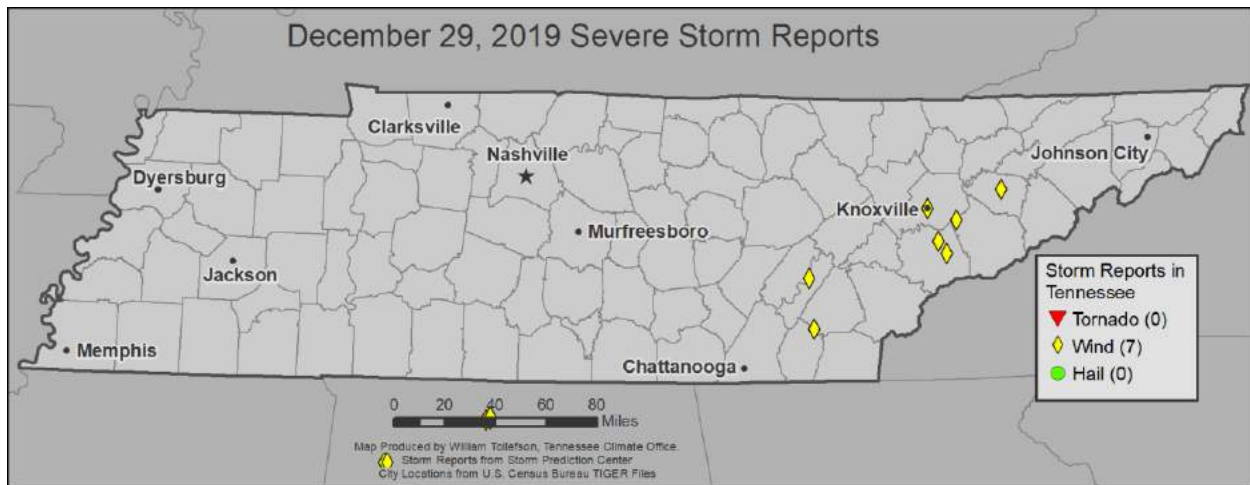 December 29, 2019 Severe Storm Reports
Clarksville
Nashville
Johnson City
Dyersburg
Knoxville
Murfreesboro
Jackson
Storm Reports in
Tennessee
Tornado (0)
Wind (7)
Hail (0)
Memphis
Chattanooga
0 20 40 60 80
Miles
Map Produced by William Tollefson, Tennessee Climate Office.
Storm Reports from Storm Prediction Center
City Locations from U.S. Census Bureau TIGER Files